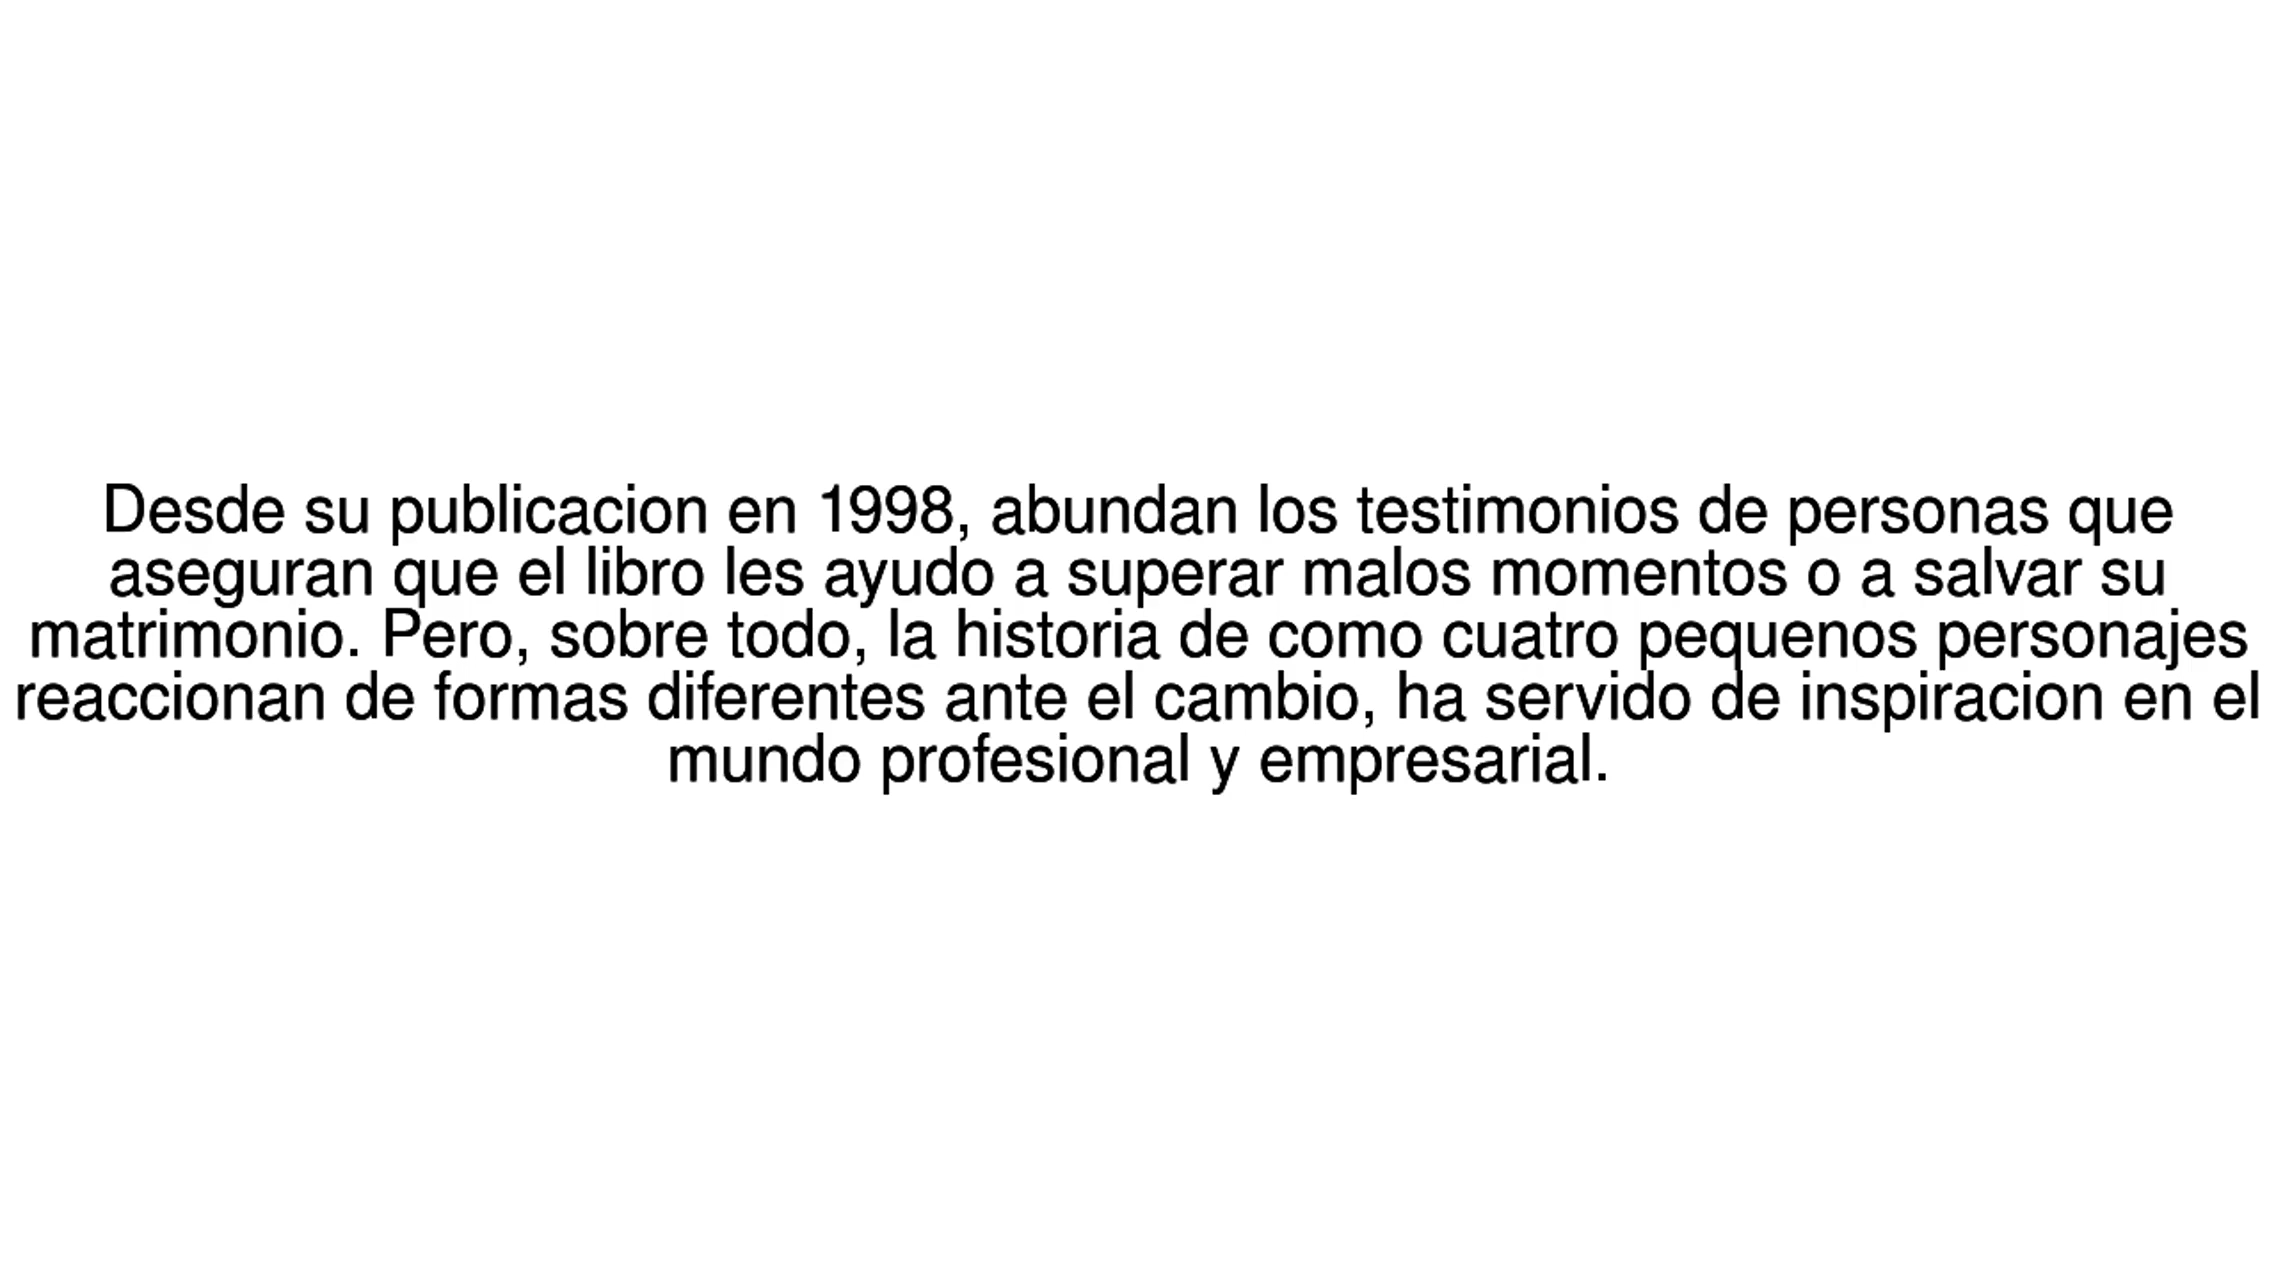 Desde su publicacion en 1998, abundan los testimonios de personas que
aseguran que el libro les ayudo a superar malos momentos o a salvar su
matrimonio. Pero, sobre todo, la historia de como cuatro pequenos personajes
reaccionan de formas diferentes ante el cambio, ha servido de inspiracion en el
mundo profesional y empresarial.